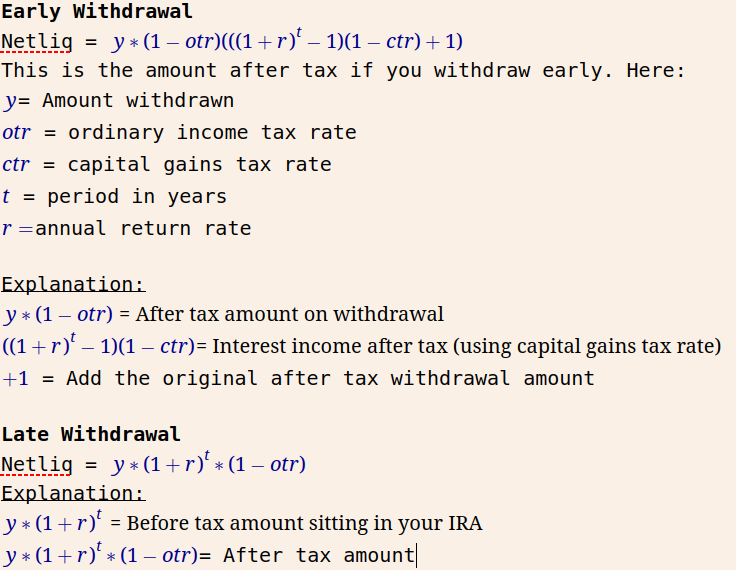 Early Withdrawal
Netliq = y∗(1−otr)(((1+r)^t−1)(1−ctr)+1)
This is the amount after tax if you withdraw early. Here:
y= Amount withdrawn
otr = ordinary income tax rate
ctr = capital gains tax rate
t = period in years
r =annual return rate
Explanation:
y∗(1−otr) = After tax amount on withdrawal
((1+r)^t−1)(1−ctr)= Interest income after tax (using capital gains tax rate)
+1 = Add the original after tax withdrawal amount
Late Withdrawal
Netliq = y∗(1+r)^t∗(1−otr)
Explanation:
y∗(1+r)^t = Before tax amount sitting in your IRA
y∗(1+r)^t∗(1−otr)= After tax amount